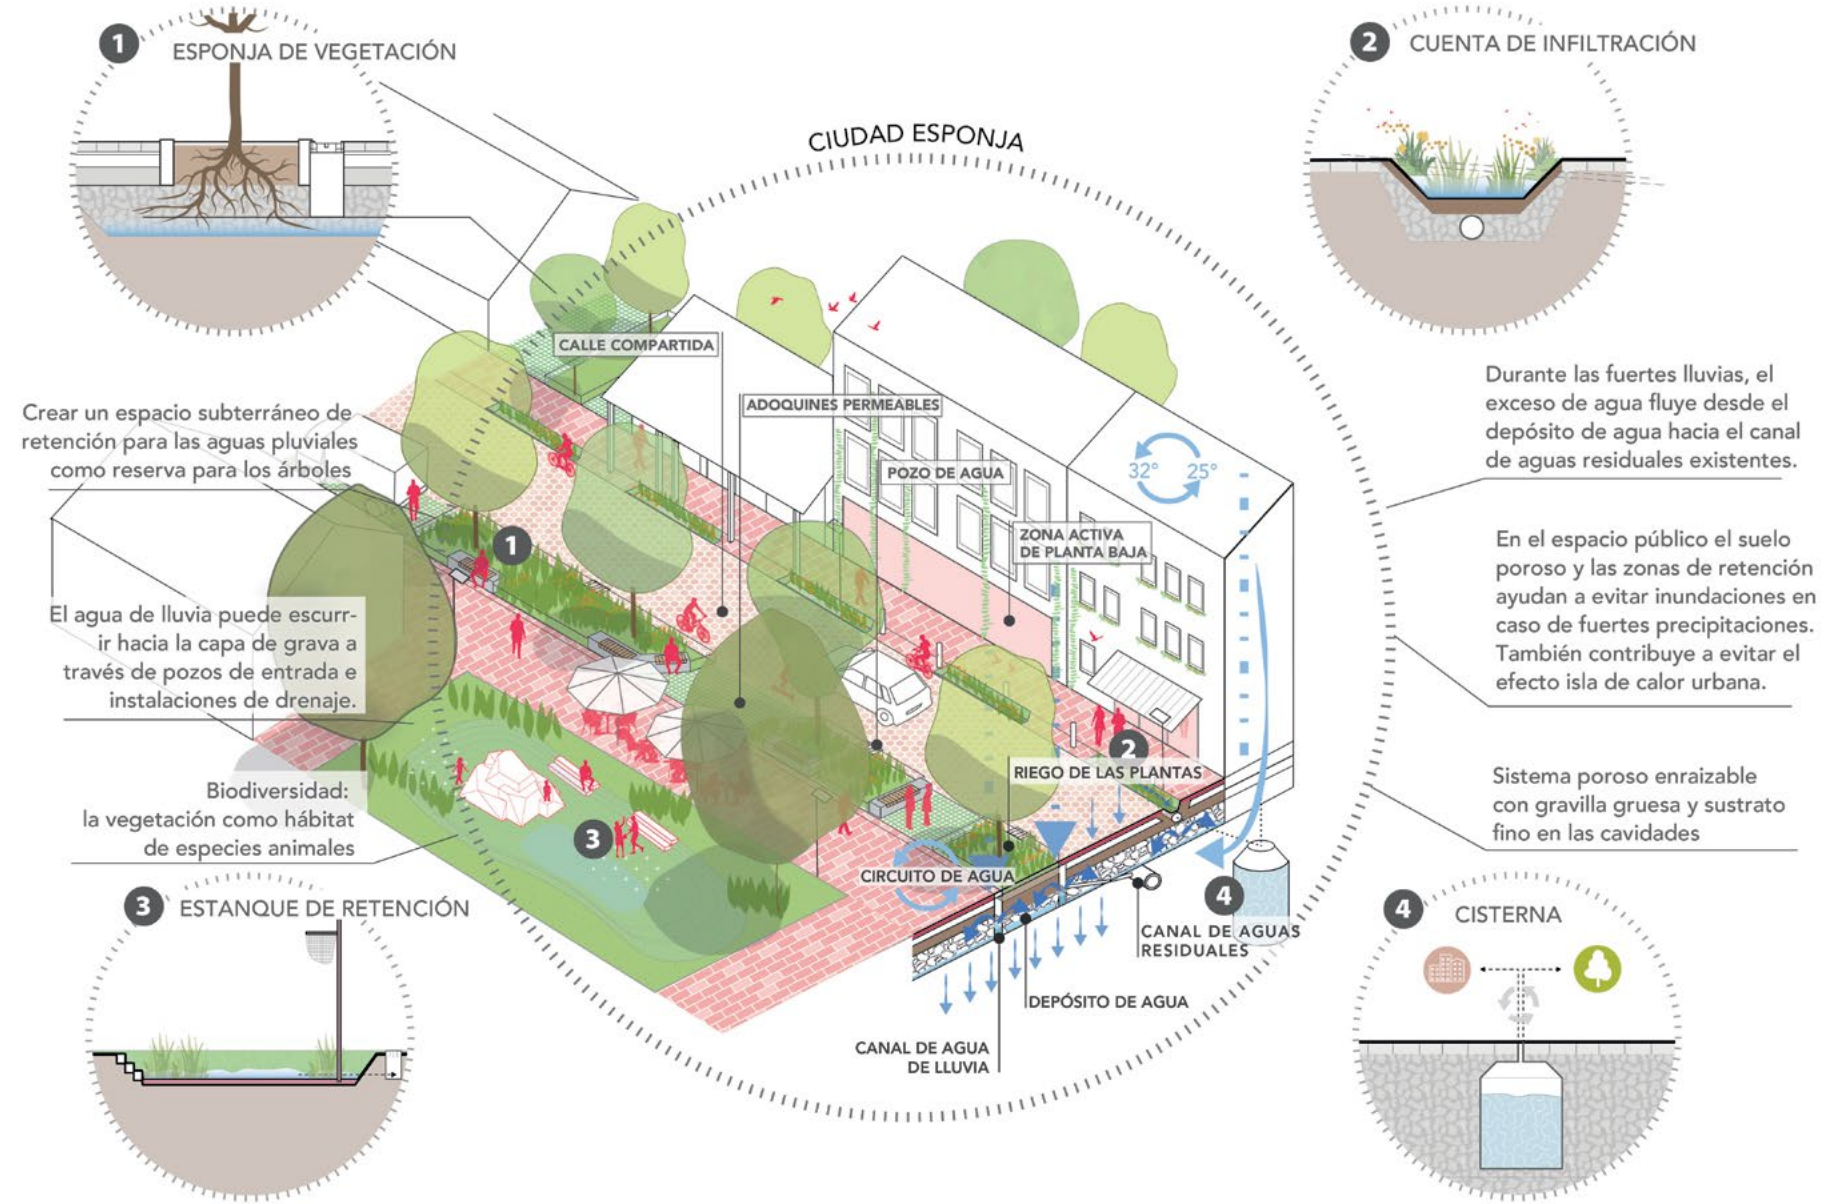 1
ESPONJA DE VEGETACIÓN
2
CUENTA DE INFILTRACIÓN
CIUDAD ESPONJA
CALLE COMPARTIDA
ADOQUINES PERMEABLES
POZO DE AGUA
ZONA ACTIVA
DE PLANTA BAJA
32° 25°
Crear un espacio subterráneo de
retención para las aguas pluviales
como reserva para los árboles
El agua de lluvia puede escurr-
ir hacia la capa de grava a
través de pozos de entrada e
instalaciones de drenaje.
Biodiversidad:
la vegetación como hábitat
de especies animales
Durante las fuertes lluvias, el
exceso de agua fluye desde el
depósito de agua hacia el canal
de aguas residuales existentes.
En el espacio público el suelo
poroso y las zonas de retención
ayudan a evitar inundaciones en
caso de fuertes precipitaciones.
También contribuye a evitar el
efecto isla de calor urbana.
Sistema poroso enraizable
con gravilla gruesa y sustrato
fino en las cavidades
1
2
3
4
RIEGO DE LAS PLANTAS
CIRCUITO DE AGUA
CANAL DE AGUAS
RESIDUALES
DEPÓSITO DE AGUA
CANAL DE AGUA
DE LLUVIA
3
ESTANQUE DE RETENCIÓN
4
CISTERNA